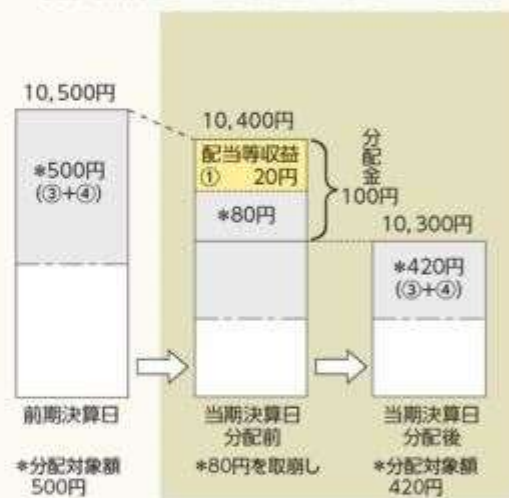 10,500円
*500円
(③+④)
前期決算日
*分配対象額
500円
10,400円
配当等収益
① 20円
*80円
分配金
100円
当期決算日
分配前
*80円を取崩し
10,300円
*420円
(③+④)
当期決算日
分配後
*分配対象額
420円